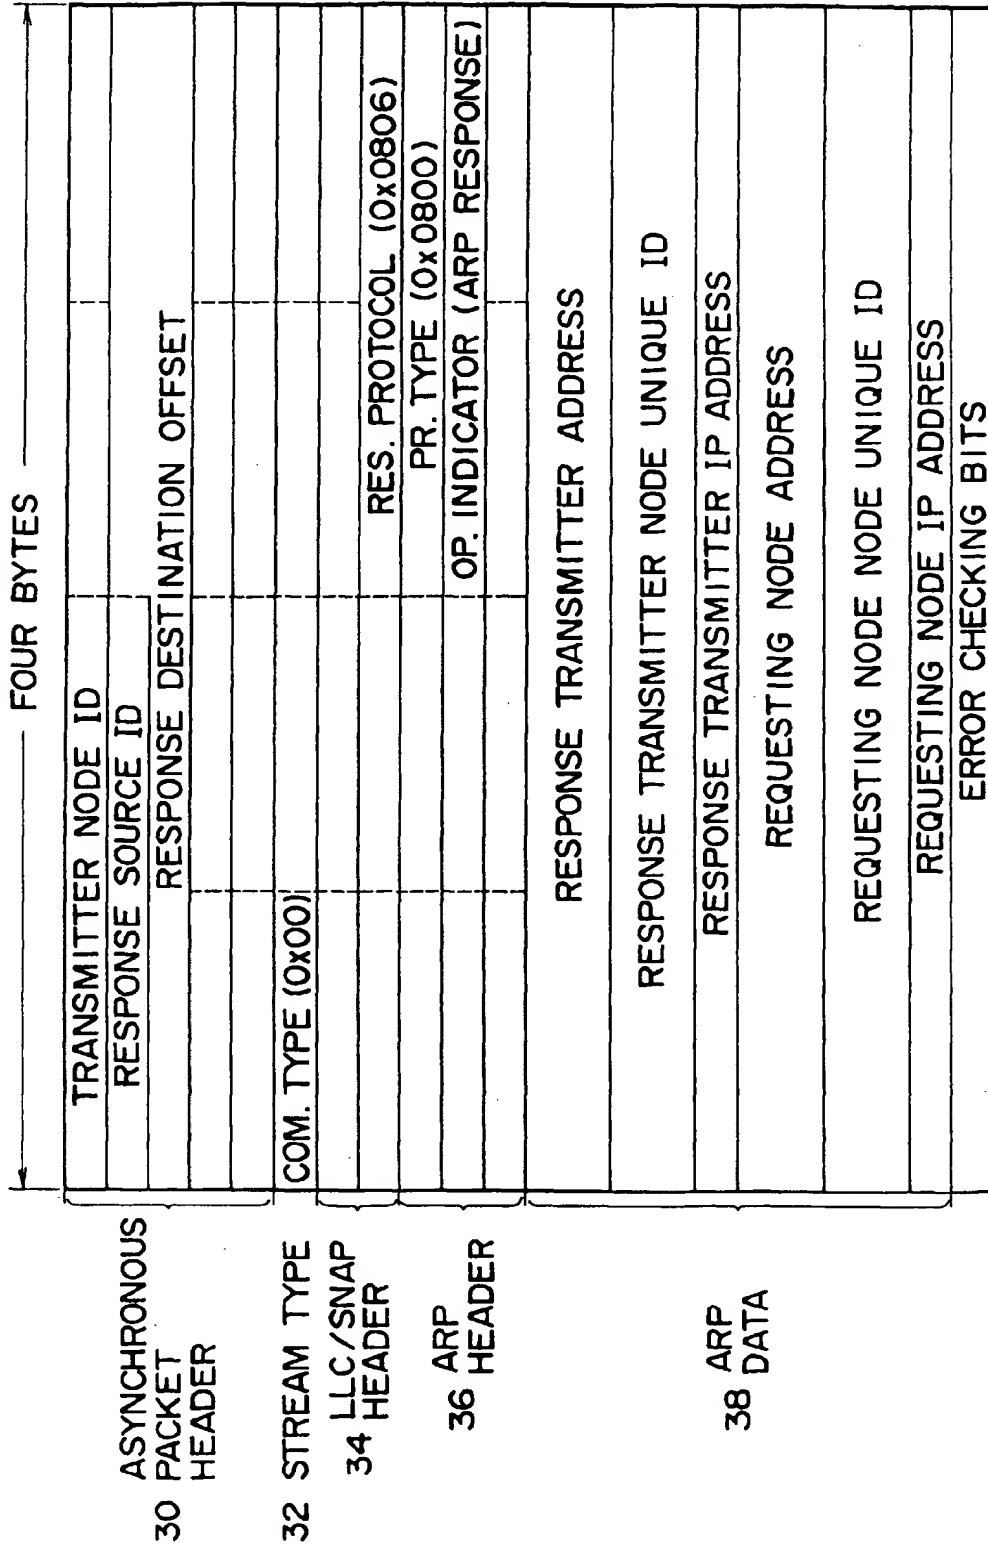 FOUR BYTES
ASYNCHRONOUS
30 PACKET
HEADER
TRANSMITTER NODE ID
RESPONSE SOURCE ID
RESPONSE DESTINATION OFFSET
32 STREAM TYPE
COM. TYPE (0x00)
34 LLC/SNAP
HEADER
RES. PROTOCOL (0x0806)
36 ARP
HEADER
PR. TYPE (0x0800)
OP. INDICATOR (ARP RESPONSE)
38 ARP
DATA
RESPONSE TRANSMITTER ADDRESS
RESPONSE TRANSMITTER NODE UNIQUE ID
RESPONSE TRANSMITTER IP ADDRESS
REQUESTING NODE ADDRESS
REQUESTING NODE NODE UNIQUE ID
REQUESTING NODE IP ADDRESS
ERROR CHECKING BITS